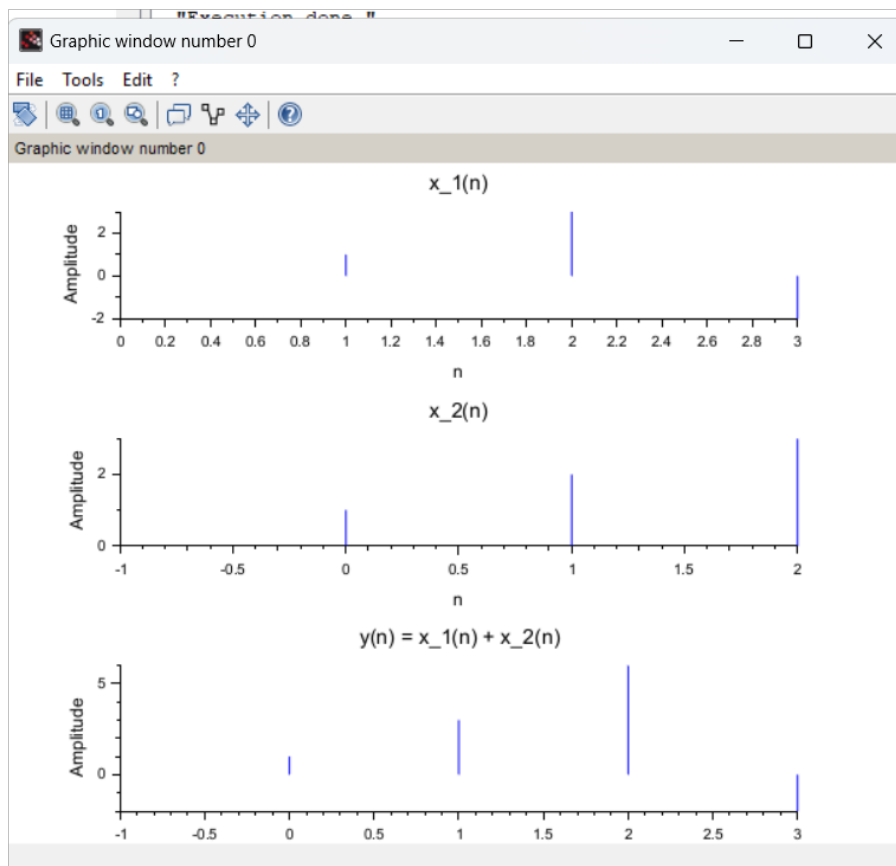 "Execution done "
Graphic window number 0
File Tools Edit ?
Graphic window number 0
x_1(n)
Amplitude
2
0
-2
0 0.2 0.4 0.6 0.8 1 1.2 1.4 1.6 1.8 2 2.2 2.4 2.6 2.8 3
n
x_2(n)
Amplitude
2
0
-1 -0.5 0 0.5 1 1.5 2
n
y(n) = x_1(n) + x_2(n)
Amplitude
5
0
-1 -0.5 0 0.5 1 1.5 2 2.5 3